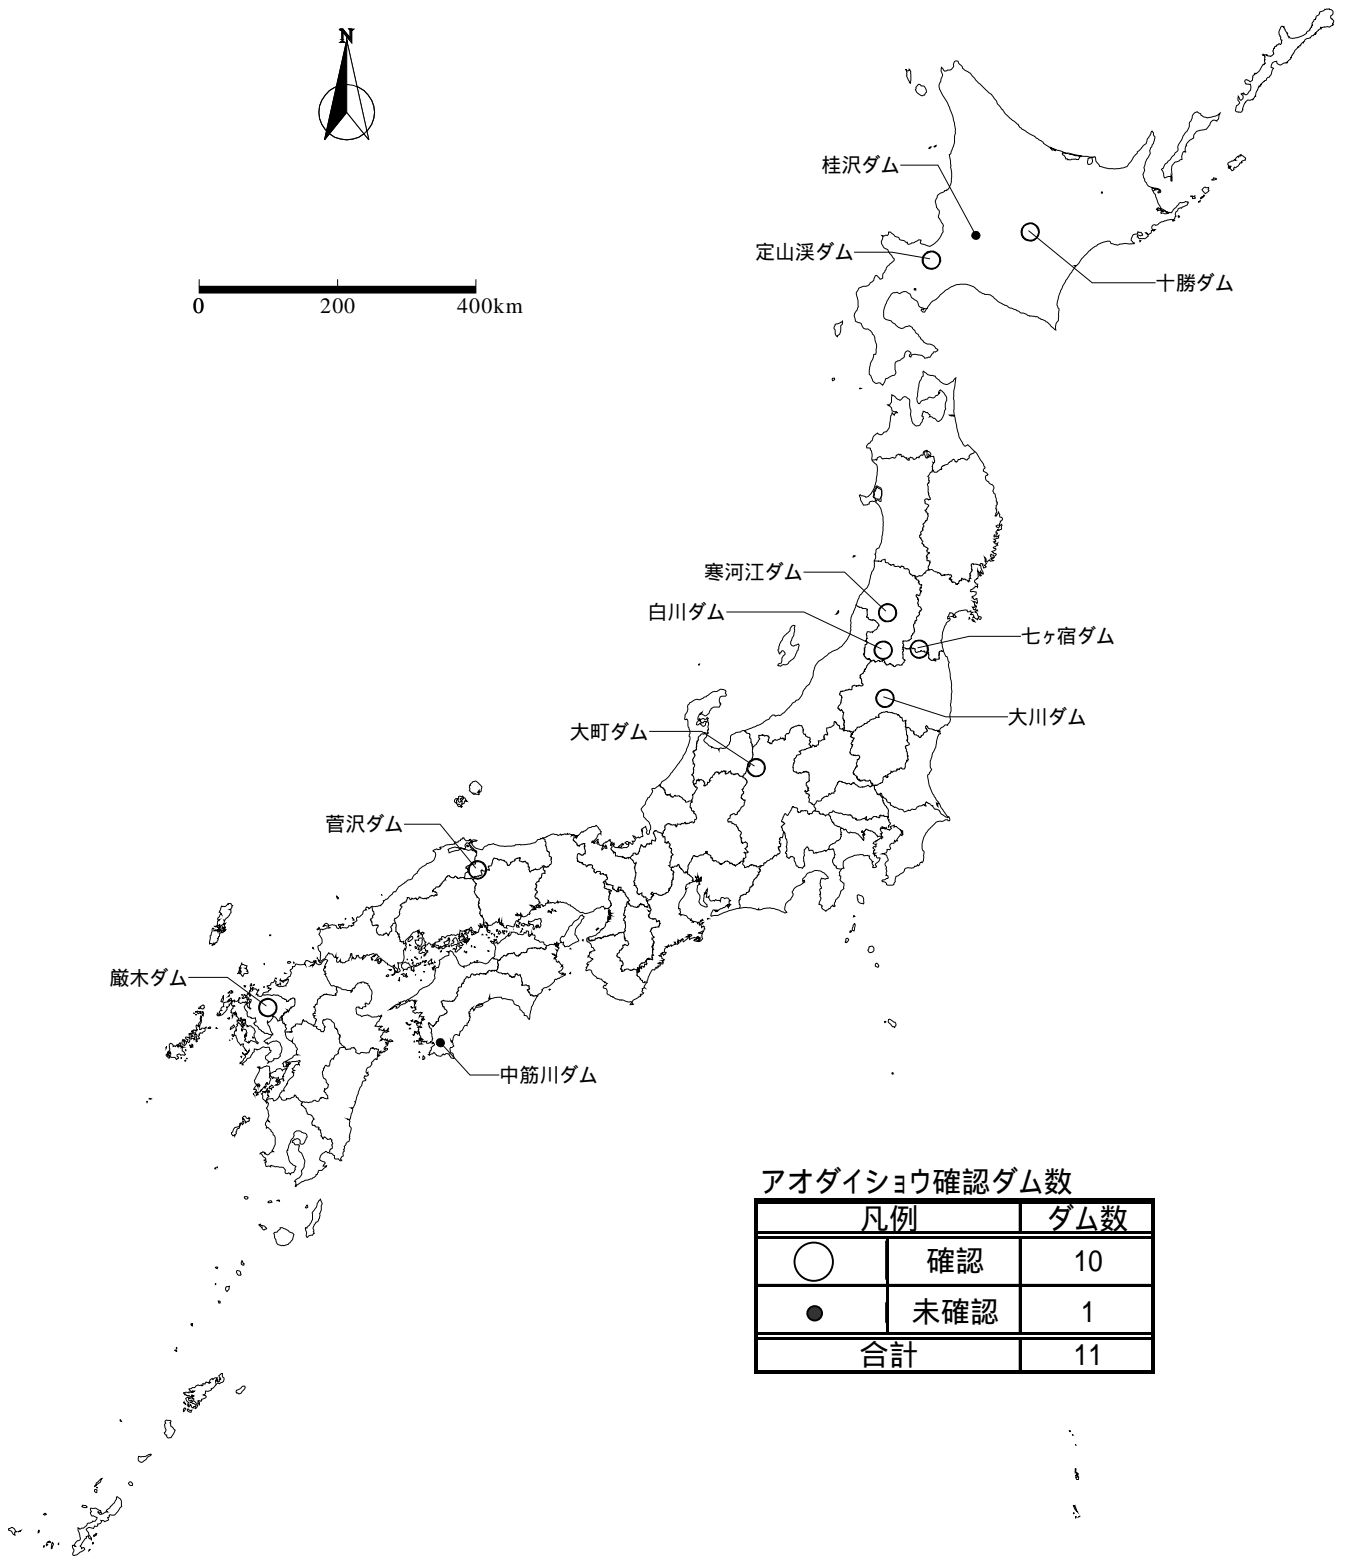 N
桂沢ダム
定山渓ダム
十勝ダム
0 200 400km
寒河江ダム
白川ダム
七ヶ宿ダム
大川ダム
大町ダム
菅沢ダム
厳木ダム
中筋川ダム
アオダイショウ確認ダム数
凡例 ダム数
確認 10
未確認 1
合計 11